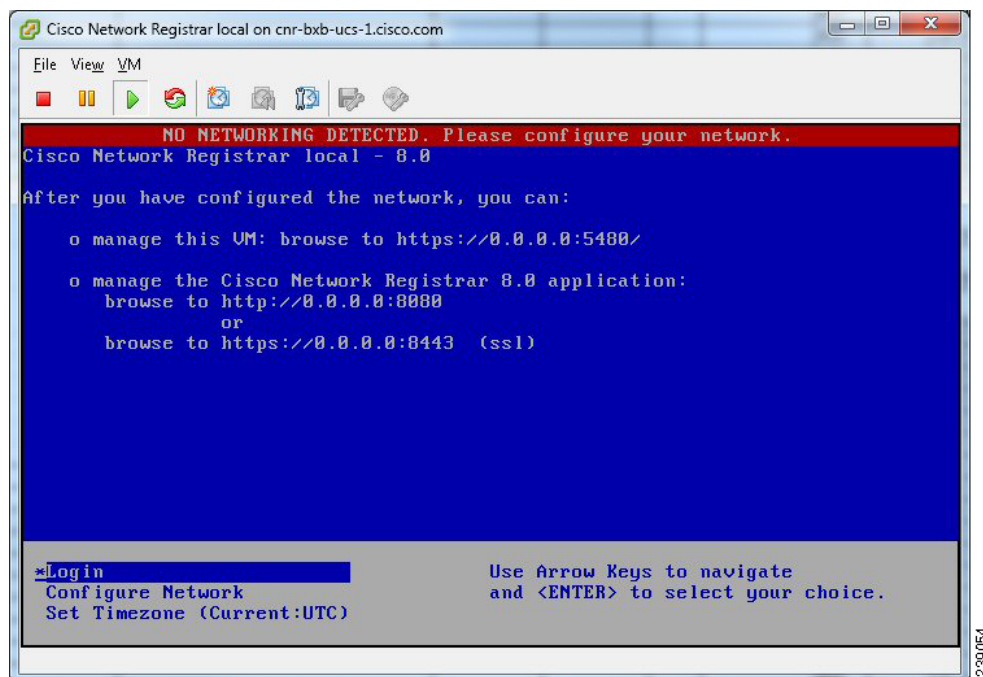 Cisco Network Registrar local on cnr-bxb-ucs-1.cisco.com
File View VM
NO NETWORKING DETECTED. Please configure your network.
Cisco Network Registrar local - 8.0
After you have configured the network, you can:
o manage this VM: browse to https://0.0.0.0:5480/
o manage the Cisco Network Registrar 8.0 application:
browse to http://0.0.0.0:8080
or
browse to https://0.0.0.0:8443 (ssl)
*Login
Configure Network
Set Timezone (Current:UTC)
Use Arrow Keys to navigate
and <ENTER> to select your choice.
239054